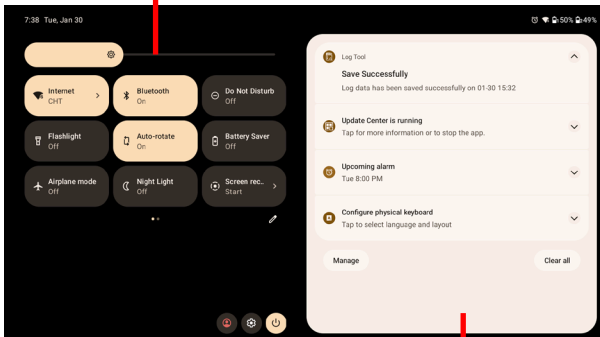 7:38 Tue, Jan 30
50% 49%
Internet
CHT
Bluetooth
On
Do Not Disturb
Off
Flashlight
Off
Auto-rotate
On
Battery Saver
Off
Airplane mode
Off
Night Light
Off
Screen rec..
Start
Log Tool
Save Successfully
Log data has been saved successfully on 01-30 15:32
Update Center is running
Tap for more information or to stop the app.
Upcoming alarm
Tue 8:00 PM
Configure physical keyboard
Tap to select language and layout
Manage
Clear all